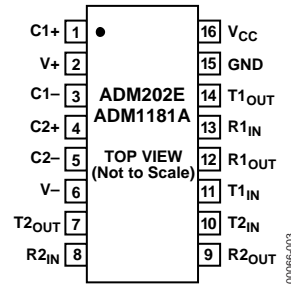 C1+ 1 16 VCC
V+ 2 15 GND
C1– 3 ADM202E 14 T1OUT
ADM1181A
C2+ 4 13 R1IN
C2– 5 TOP VIEW 12 R1OUT
(Not to Scale)
V– 6 11 T1IN
T2OUT 7 10 T2IN
R2IN 8 9 R2OUT
00066-003